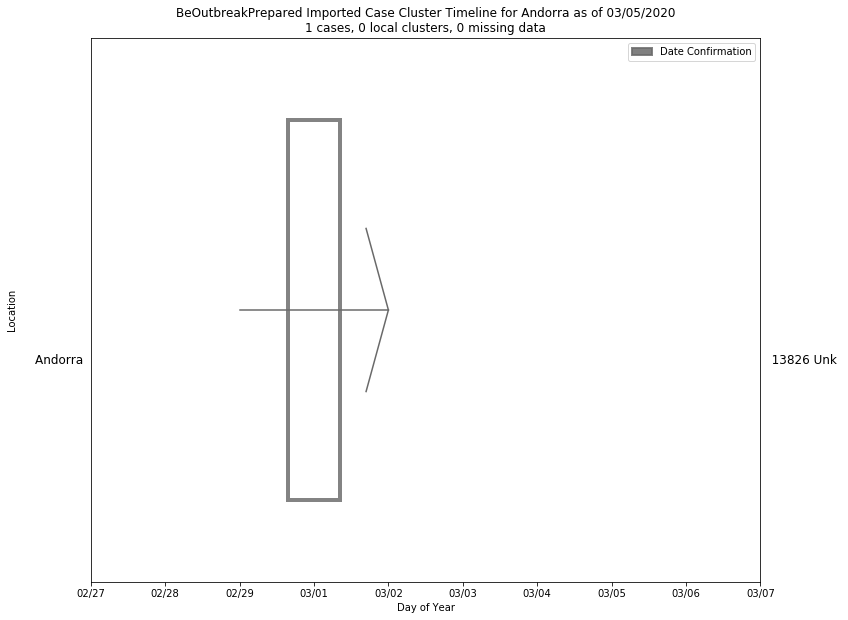 BeOutbreakPrepared Imported Case Cluster Timeline for Andorra as of 03/05/2020
1 cases, 0 local clusters, 0 missing data
Date Confirmation
Location
Andorra
13826 Unk
02/27 02/28 02/29 03/01 03/02 03/03 03/04 03/05 03/06 03/07
Day of Year